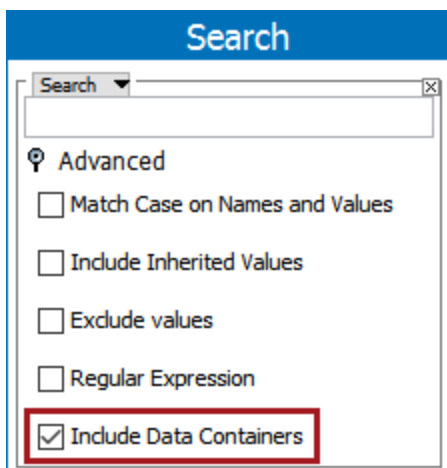 Search
Search
Advanced
Match Case on Names and Values
Include Inherited Values
Exclude values
Regular Expression
Include Data Containers